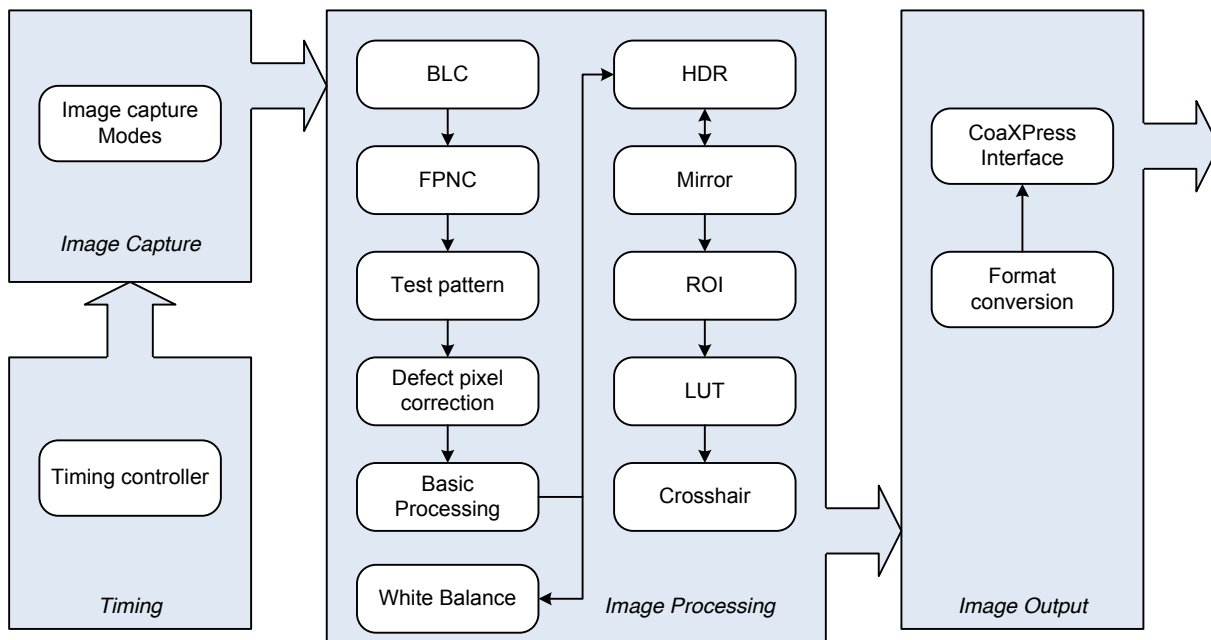 Image capture
Modes
Image Capture
Timing controller
Timing
BLC
FPNC
Test pattern
Defect pixel
correction
Basic
Processing
White Balance
HDR
Mirror
ROI
LUT
Crosshair
Image Processing
CoaXPress
Interface
Format
conversion
Image Output